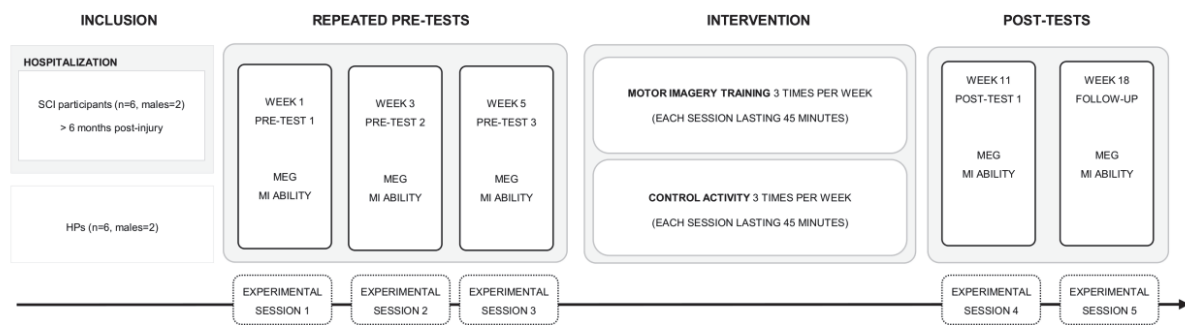 INCLUSION
HOSPITALIZATION
SCI participants (n=6, males=2)
> 6 months post-injury
HPs (n=6, males=2)
REPEATED PRE-TESTS
WEEK 1
PRE-TEST 1
MEG
MI ABILITY
WEEK 3
PRE-TEST 2
MEG
MI ABILITY
WEEK 5
PRE-TEST 3
MEG
MI ABILITY
INTERVENTION
MOTOR IMAGERY TRAINING 3 TIMES PER WEEK
(EACH SESSION LASTING 45 MINUTES)
CONTROL ACTIVITY 3 TIMES PER WEEK
(EACH SESSION LASTING 45 MINUTES)
POST-TESTS
WEEK 11
POST-TEST 1
MEG
MI ABILITY
WEEK 18
FOLLOW-UP
MEG
MI ABILITY
EXPERIMENTAL
SESSION 1
EXPERIMENTAL
SESSION 2
EXPERIMENTAL
SESSION 3
EXPERIMENTAL
SESSION 4
EXPERIMENTAL
SESSION 5